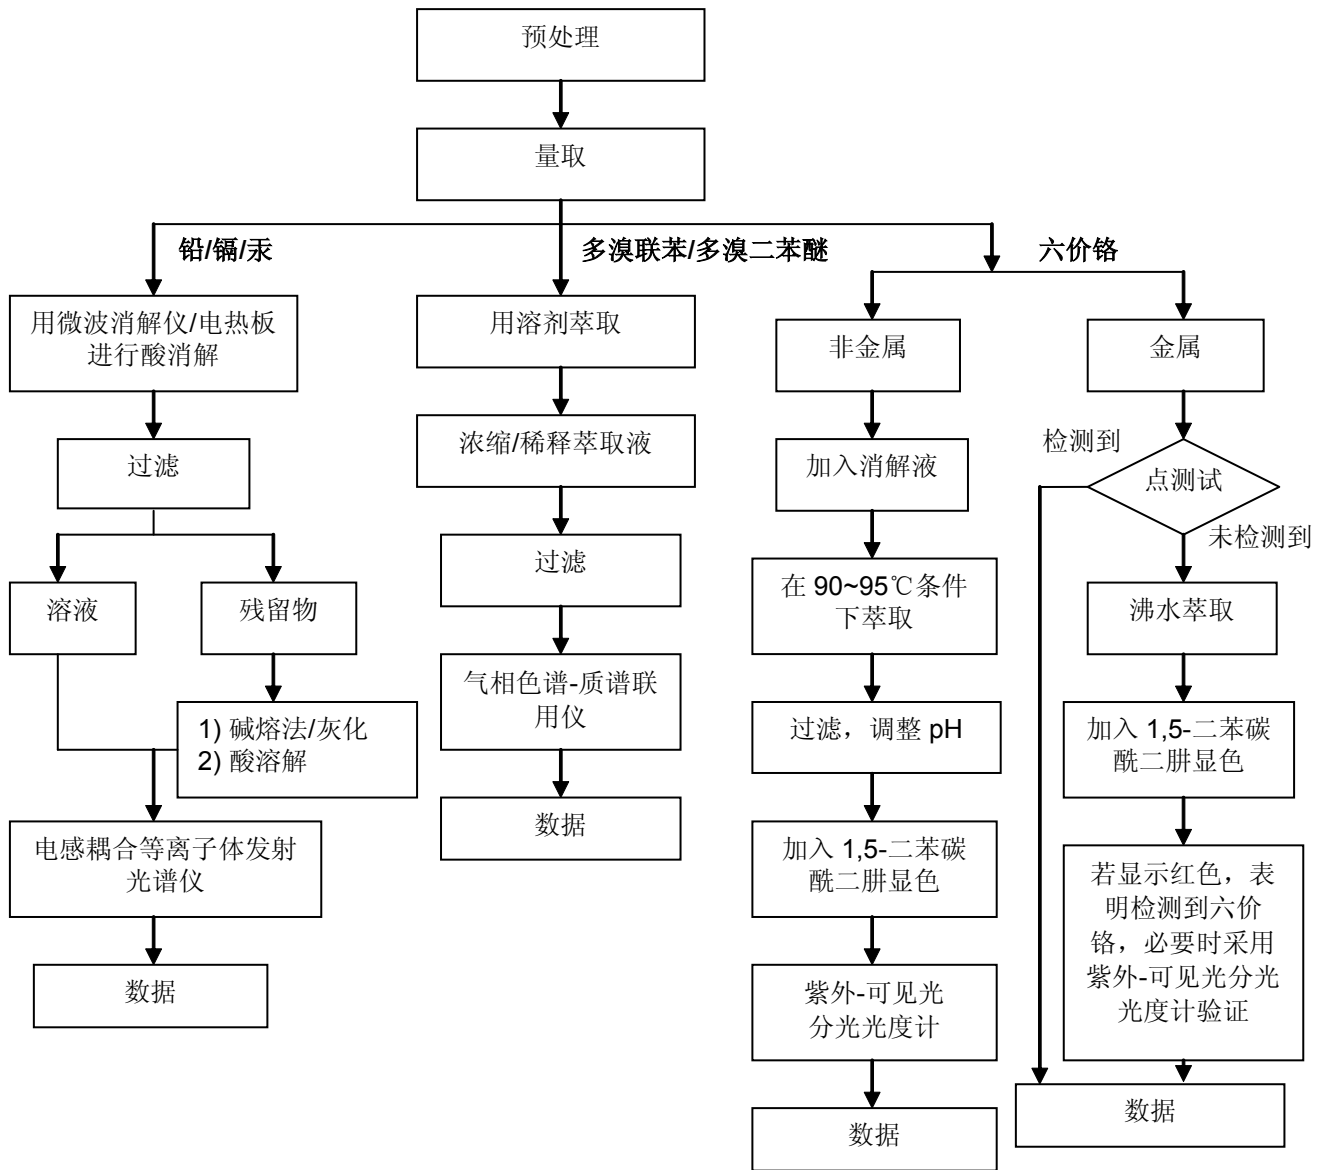 预处理
量取
铅/镉/汞
多溴联苯/多溴二苯醚
六价铬
用微波消解仪/电热板
进行酸消解
过滤
溶液
残留物
1) 碱熔法/灰化
2) 酸溶解
电感耦合等离子体发射
光谱仪
数据
用溶剂萃取
浓缩/稀释萃取液
过滤
气相色谱-质谱联
用仪
数据
非金属
加入消解液
在 90~95℃条件
下萃取
过滤，调整 pH
加入 1,5-二苯碳
酰二肼显色
紫外-可见光
分光光度计
数据
金属
检测到
点测试
未检测到
沸水萃取
加入 1,5-二苯碳
酰二肼显色
若显示红色，表
明检测到六价
铬，必要时采用
紫外-可见光分光
光度计验证
数据